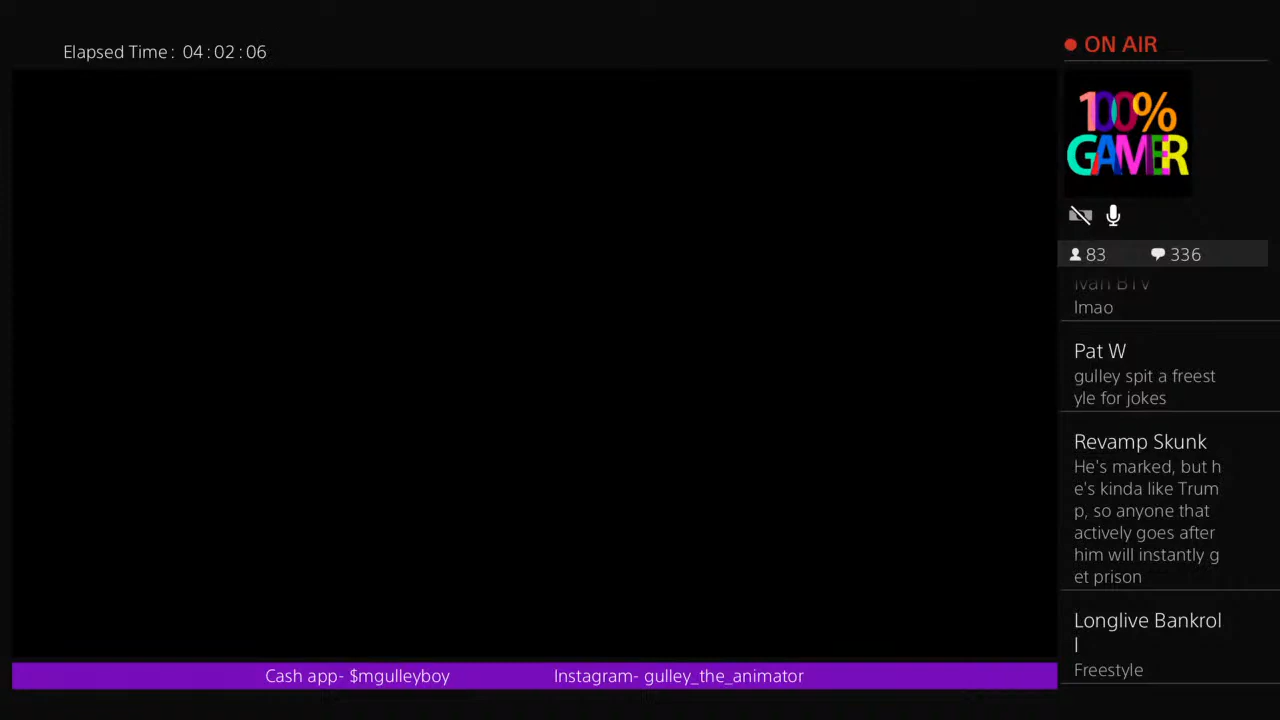 Elapsed Time: 04:02:06
ON AIR
100%
GAMER
83 336
Ivan BTV
lmao
Pat W
gulley spit a freest
yle for jokes
Revamp Skunk
He's marked, but h
e's kinda like Trum
p, so anyone that
actively goes after
him will instantly g
et prison
Longlive Bankrol
l
Freestyle
Cash app- $mgulleyboy Instagram- gulley_the_animator